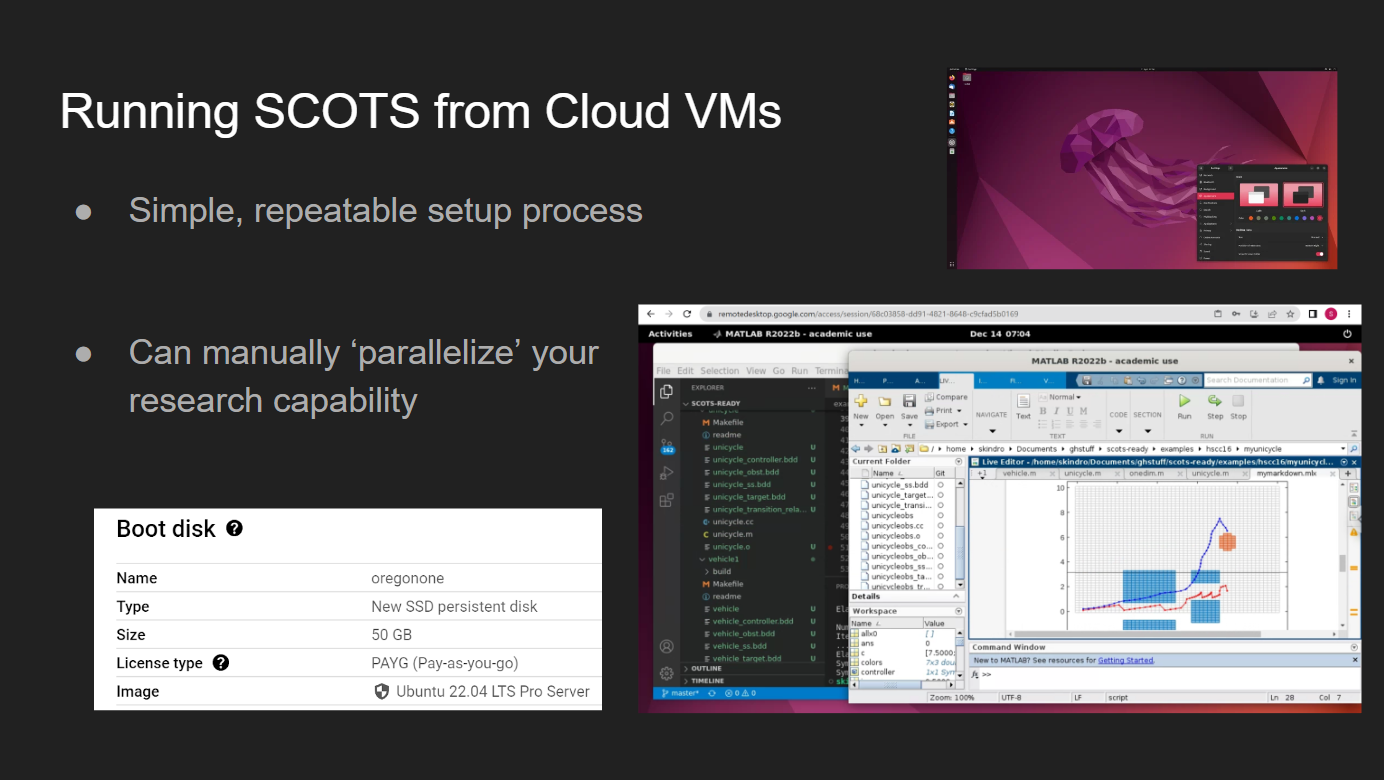 Running SCOTS from Cloud VMs
● Simple, repeatable setup process
● Can manually ‘parallelize’ your
research capability
Boot disk
Name oregonone
Type New SSD persistent disk
Size 50 GB
License type PAYG (Pay-as-you-go)
Image Ubuntu 22.04 LTS Pro Server
remotedesktop.google.com/access/session/68c03858-dd91-4821-8648-c9cfad5b0169
Activities MATLAB R2022b - academic use Dec 14 07:04
File Edit Selection View Go Run
EXPLORER
SCOTS-READY
Makefile
readme
unicycle U
unicycle_controller.bdd U
unicycle_obst.bdd U
unicycle_ss.bdd U
unicycle_target.bdd U
unicycle_transition_rela... U
unicycle.cc
unicycle.m
unicycle.o U
vehicle1
build
Makefile
readme
vehicle U
vehicle_controller.bdd U
vehicle_obst.bdd U
vehicle_ss.bdd U
vehicle_target.bdd U
OUTLINE
TIMELINE
162
master* 0 0
MATLAB R2022b - academic use
H... P... A... LIV... I... Fi... V...
Search Documentation
Sign In
New Open Save
Compare
Print
Export
FILE
NAVIGATE
Text
Normal
B I U M
TEXT
CODE
SECTION
Run Step Stop
RUN
/ home skindro Documents ghstuff scots-ready examples hscc16 myunicycle
Current Folder
Name Git
unicycle_ss.bdd
unicycle_target...
unicycle_transi...
unicycleobs
unicycleobs.cc
unicycleobs.o
unicycleobs_co...
unicycleobs_ob...
unicycleobs_ss...
unicycleobs_ta...
unicycleobs_tr...
Details
Workspace
Name Value
allx0 [ ]
ans 0
c [7.5000;
colors 7x3 dou
controller 1x1 Sym
Live Editor - /home/skindro/Documents/ghstuff/scots-ready/examples/hscc16/myunicycl...
+1 vehicle.m unicycle.m onedim.m unicycle.m mymarkdown.mlx
10
8
6
4
2
0
Command Window
New to MATLAB? See resources for Getting Started.
fx >>
Zoom: 100% UTF-8 LF script Ln 28 Col 7